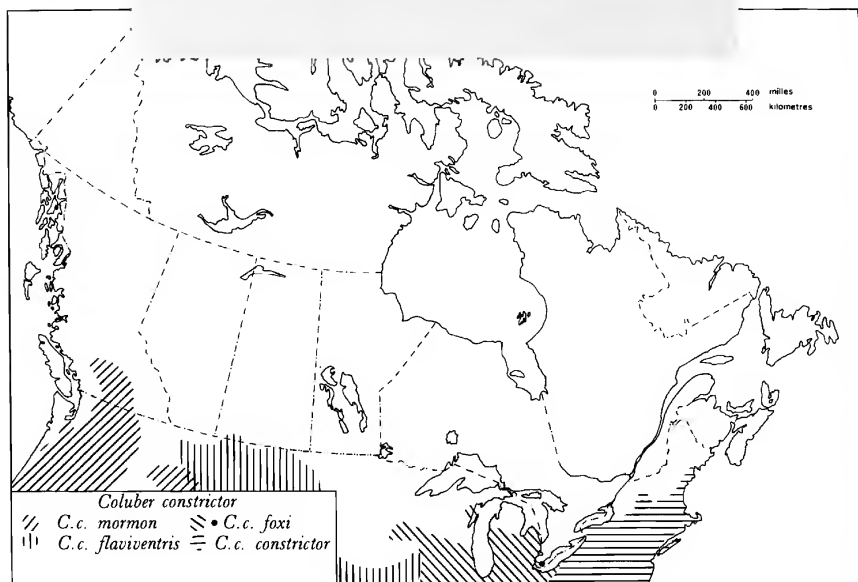 0 200 400 milles
0 200 400 600 kilometres
Coluber constrictor
C.c. mormon • C.c. foxi
C.c. flaviventris C.c. constrictor